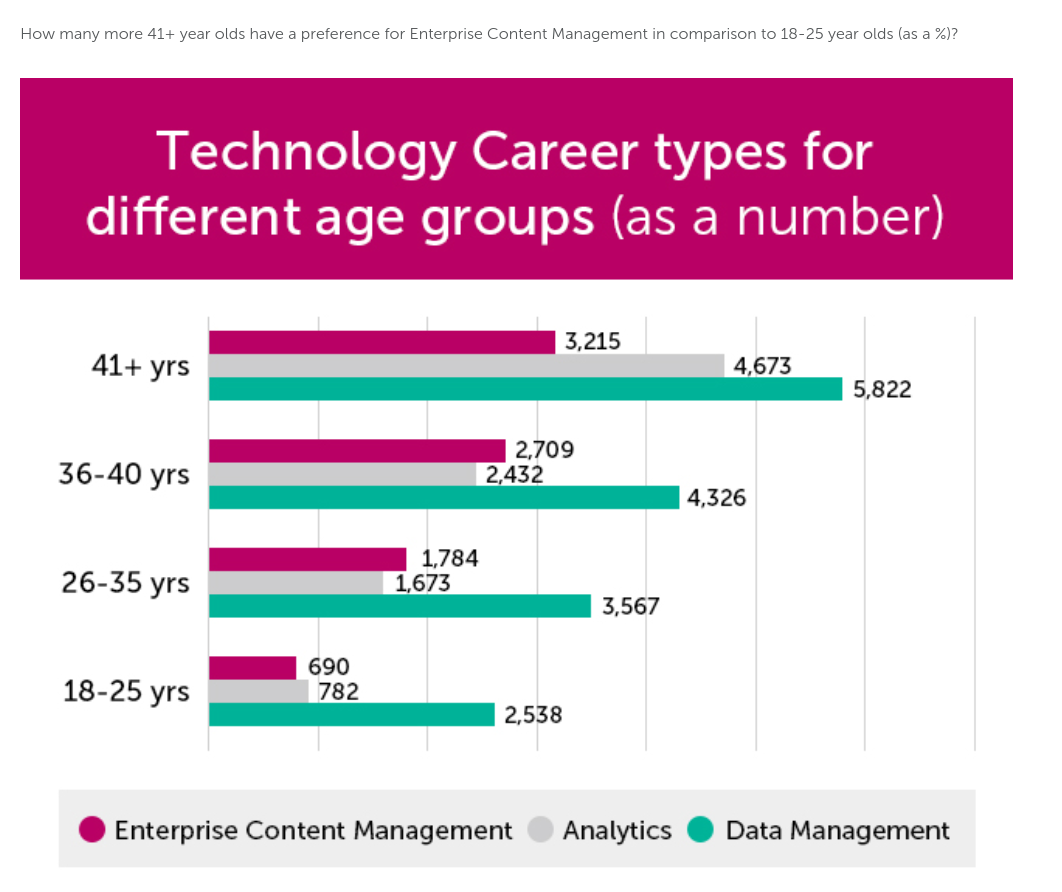 How many more 41+ year olds have a preference for Enterprise Content Management in comparison to 18-25 year olds (as a %)?
Technology Career types for
different age groups (as a number)
41+ yrs
3,215
4,673
5,822
36-40 yrs
2,709
2,432
4,326
26-35 yrs
1,784
1,673
3,567
18-25 yrs
690
782
2,538
Enterprise Content Management Analytics Data Management